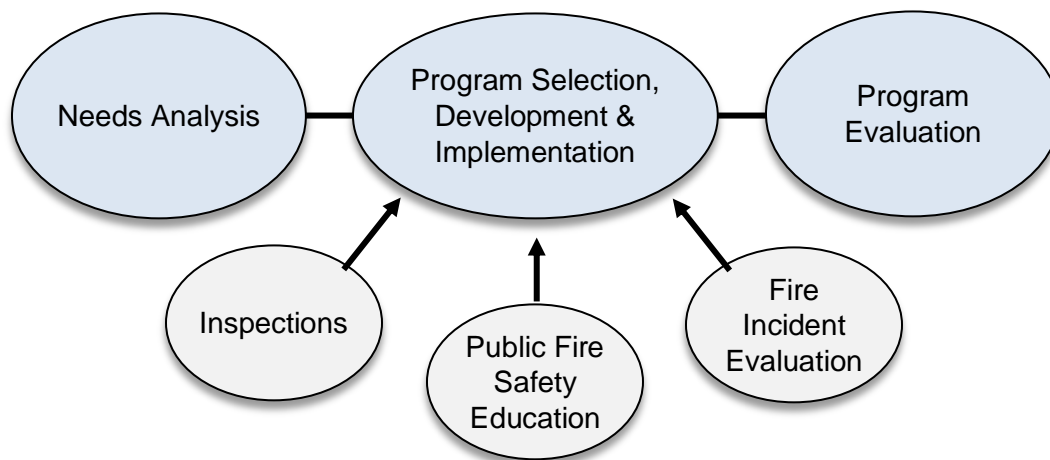 Needs Analysis
Program Selection,
Development &
Implementation
Program
Evaluation
Inspections
Public Fire
Safety
Education
Fire
Incident
Evaluation